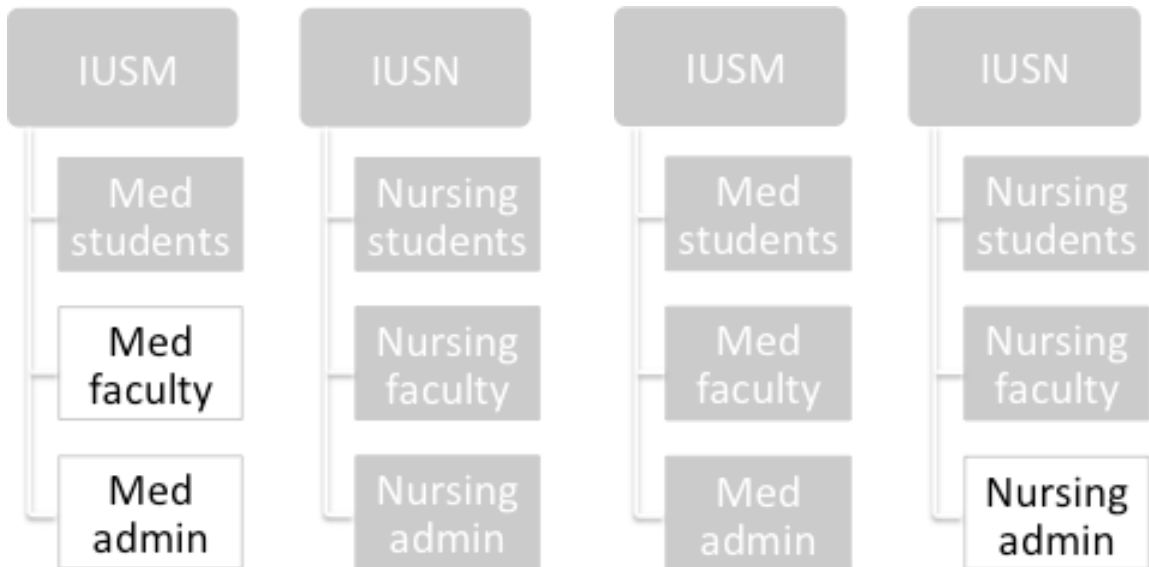 IUSM
Med
students
Med
faculty
Med
admin
IUSN
Nursing
students
Nursing
faculty
Nursing
admin
IUSM
Med
students
Med
faculty
Med
admin
IUSN
Nursing
students
Nursing
faculty
Nursing
admin